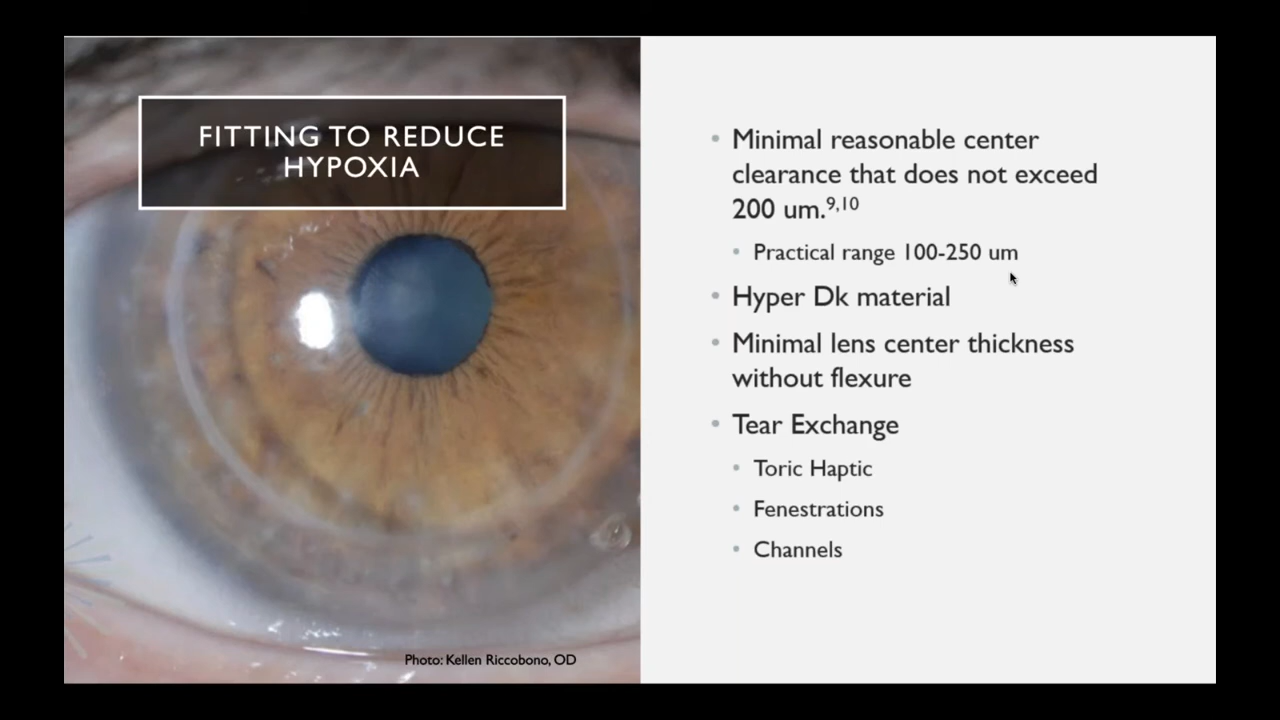 FITTING TO REDUCE
HYPOXIA
Minimal reasonable center
clearance that does not exceed
200 um.9,10
Practical range 100-250 um
Hyper Dk material
Minimal lens center thickness
without flexure
Tear Exchange
Toric Haptic
Fenestrations
Channels
Photo: Kellen Riccobono, OD